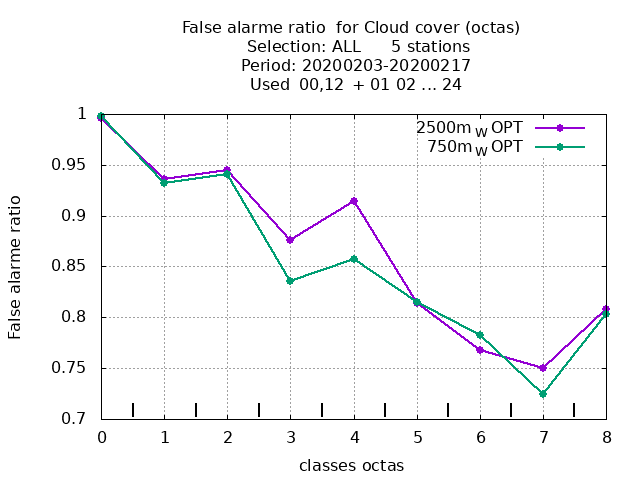 False alarme ratio  for Cloud cover (octas)
Selection: ALL      5 stations
Period: 20200203-20200217
Used  00,12  + 01 02 ... 24
2500m W OPT
750m W OPT
1
0.95
0.9
0.85
0.8
0.75
0.7
False alarme ratio
0 1 2 3 4 5 6 7 8
classes octas